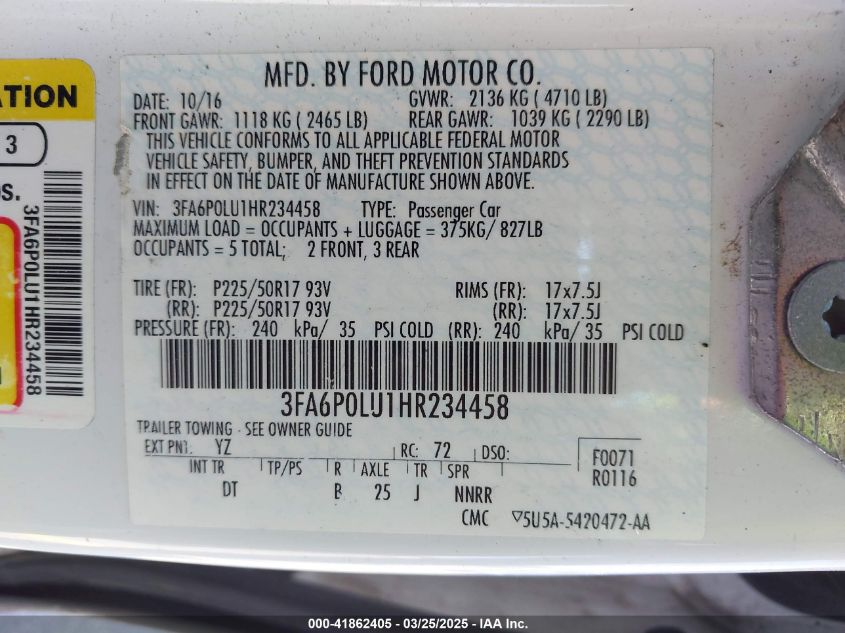 ATION
3
OS.
3FA6P0LU1HR234458
MFD. BY FORD MOTOR CO.
DATE: 10/16 GVWR: 2136 KG ( 4710 LB)
FRONT GAWR: 1118 KG ( 2465 LB) REAR GAWR: 1039 KG ( 2290 LB)
THIS VEHICLE CONFORMS TO ALL APPLICABLE FEDERAL MOTOR
VEHICLE SAFETY, BUMPER, AND THEFT PREVENTION STANDARDS
IN EFFECT ON THE DATE OF MANUFACTURE SHOWN ABOVE.
VIN: 3FA6P0LU1HR234458 TYPE: Passenger Car
MAXIMUM LOAD = OCCUPANTS + LUGGAGE = 375KG/ 827LB
OCCUPANTS = 5 TOTAL; 2 FRONT, 3 REAR
TIRE (FR): P225/50R17 93V RIMS (FR): 17x7.5J
(RR): P225/50R17 93V (RR): 17x7.5J
PRESSURE (FR): 240 kPa/ 35 PSI COLD (RR): 240 kPa/ 35 PSI COLD
3FA6P0LU1HR234458
TRAILER TOWING - SEE OWNER GUIDE
EXT PNT: YZ RC: 72 DSO:
INT TR TP/PS R AXLE TR SPR
DT B 25 J NNRR
F0071
R0116
CMC ▽5U5A-5420472-AA
000-41862405 - 03/25/2025 - IAA Inc.